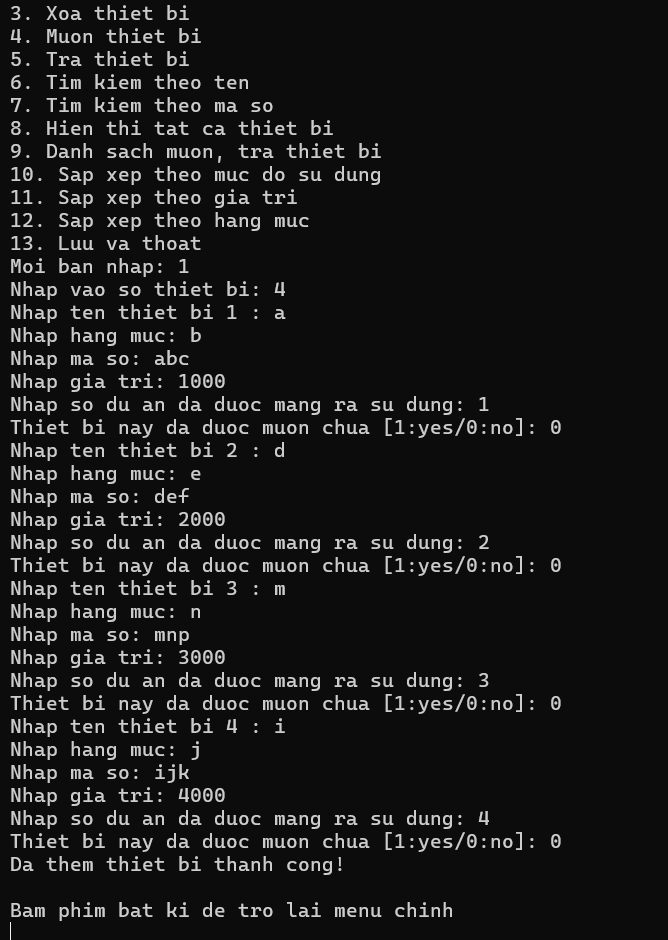 3. Xoa thiet bi
4. Muon thiet bi
5. Tra thiet bi
6. Tim kiem theo ten
7. Tim kiem theo ma so
8. Hien thi tat ca thiet bi
9. Danh sach muon, tra thiet bi
10. Sap xep theo muc do su dung
11. Sap xep theo gia tri
12. Sap xep theo hang muc
13. Luu va thoat
Moi ban nhap: 1
Nhap vao so thiet bi: 4
Nhap ten thiet bi 1 : a
Nhap hang muc: b
Nhap ma so: abc
Nhap gia tri: 1000
Nhap so du an da duoc mang ra su dung: 1
Thiet bi nay da duoc muon chua [1:yes/0:no]: 0
Nhap ten thiet bi 2 : d
Nhap hang muc: e
Nhap ma so: def
Nhap gia tri: 2000
Nhap so du an da duoc mang ra su dung: 2
Thiet bi nay da duoc muon chua [1:yes/0:no]: 0
Nhap ten thiet bi 3 : m
Nhap hang muc: n
Nhap ma so: mnp
Nhap gia tri: 3000
Nhap so du an da duoc mang ra su dung: 3
Thiet bi nay da duoc muon chua [1:yes/0:no]: 0
Nhap ten thiet bi 4 : i
Nhap hang muc: j
Nhap ma so: ijk
Nhap gia tri: 4000
Nhap so du an da duoc mang ra su dung: 4
Thiet bi nay da duoc muon chua [1:yes/0:no]: 0
Da them thiet bi thanh cong!
Bam phim bat ki de tro lai menu chinh